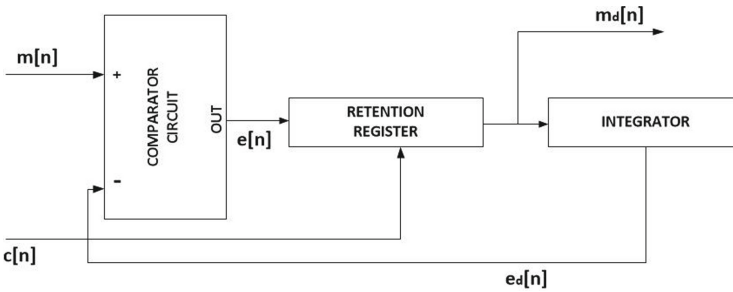 md[n]
m[n]
+
COMPARATOR
CIRCUIT
OUT
e[n]
RETENTION
REGISTER
INTEGRATOR
-
c[n]
ed[n]